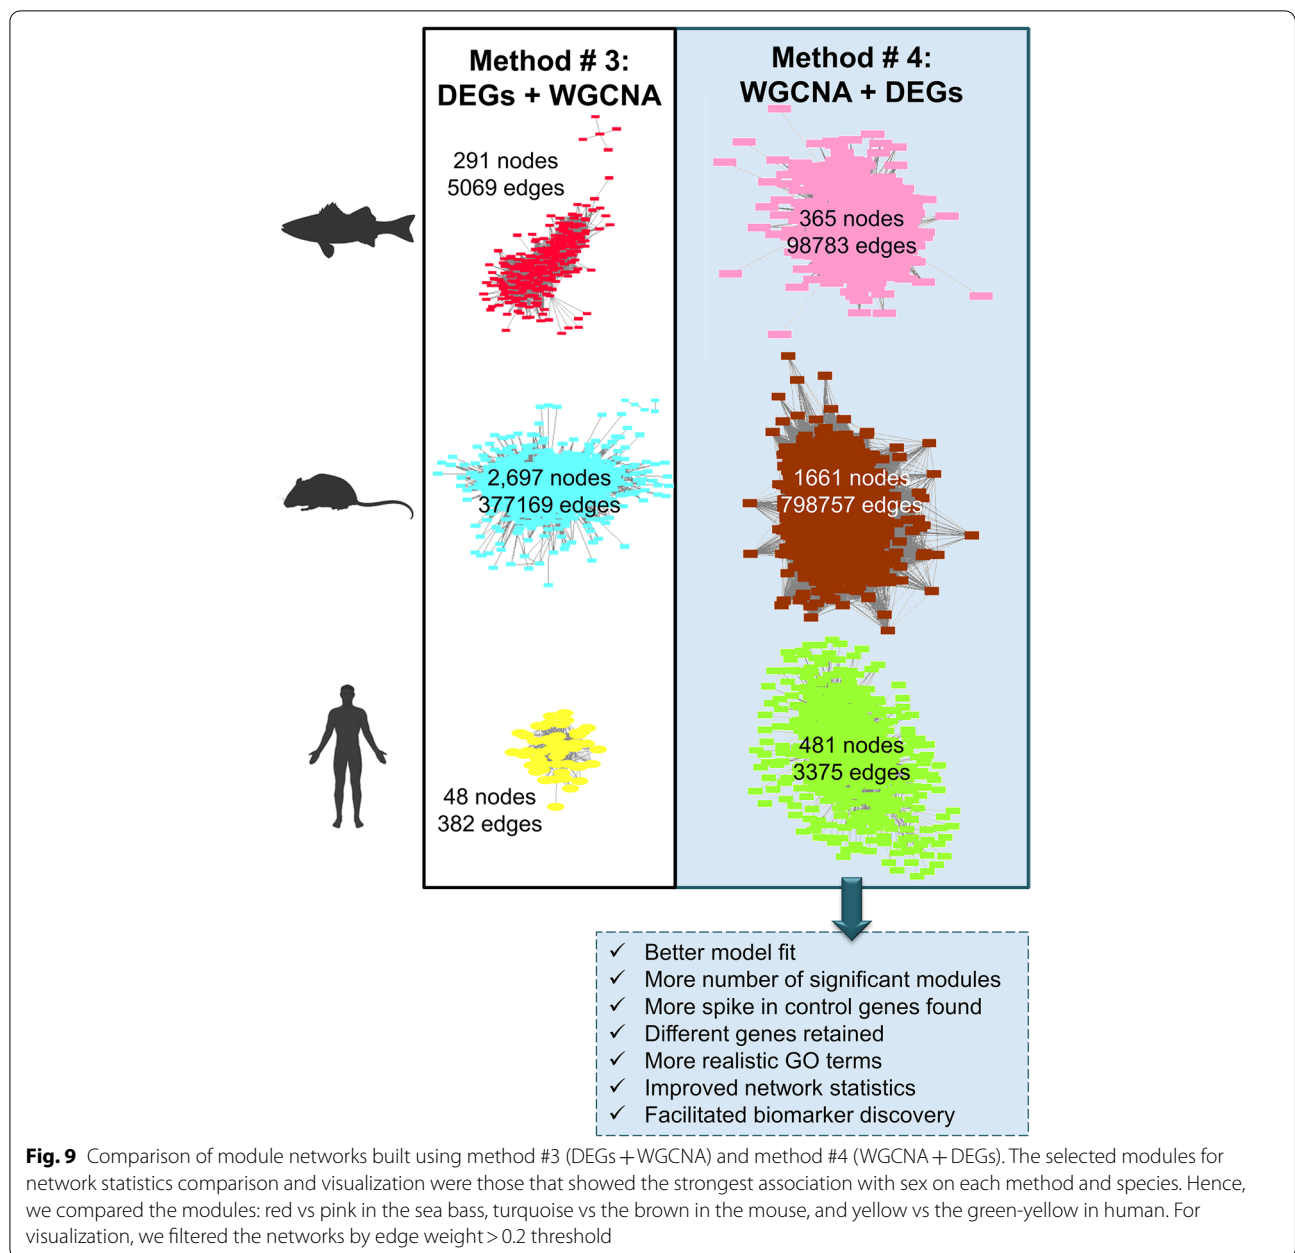 Method # 3:
DEGs + WGCNA
Method # 4:
WGCNA + DEGs
291 nodes
5069 edges
365 nodes
98783 edges
2,697 nodes
377169 edges
1661 nodes
798757 edges
48 nodes
382 edges
481 nodes
3375 edges
✓ Better model fit
✓ More number of significant modules
✓ More spike in control genes found
✓ Different genes retained
✓ More realistic GO terms
✓ Improved network statistics
✓ Facilitated biomarker discovery
Fig. 9 Comparison of module networks built using method #3 (DEGs + WGCNA) and method #4 (WGCNA + DEGs). The selected modules for
network statistics comparison and visualization were those that showed the strongest association with sex on each method and species. Hence,
we compared the modules: red vs pink in the sea bass, turquoise vs the brown in the mouse, and yellow vs the green-yellow in human. For
visualization, we filtered the networks by edge weight > 0.2 threshold